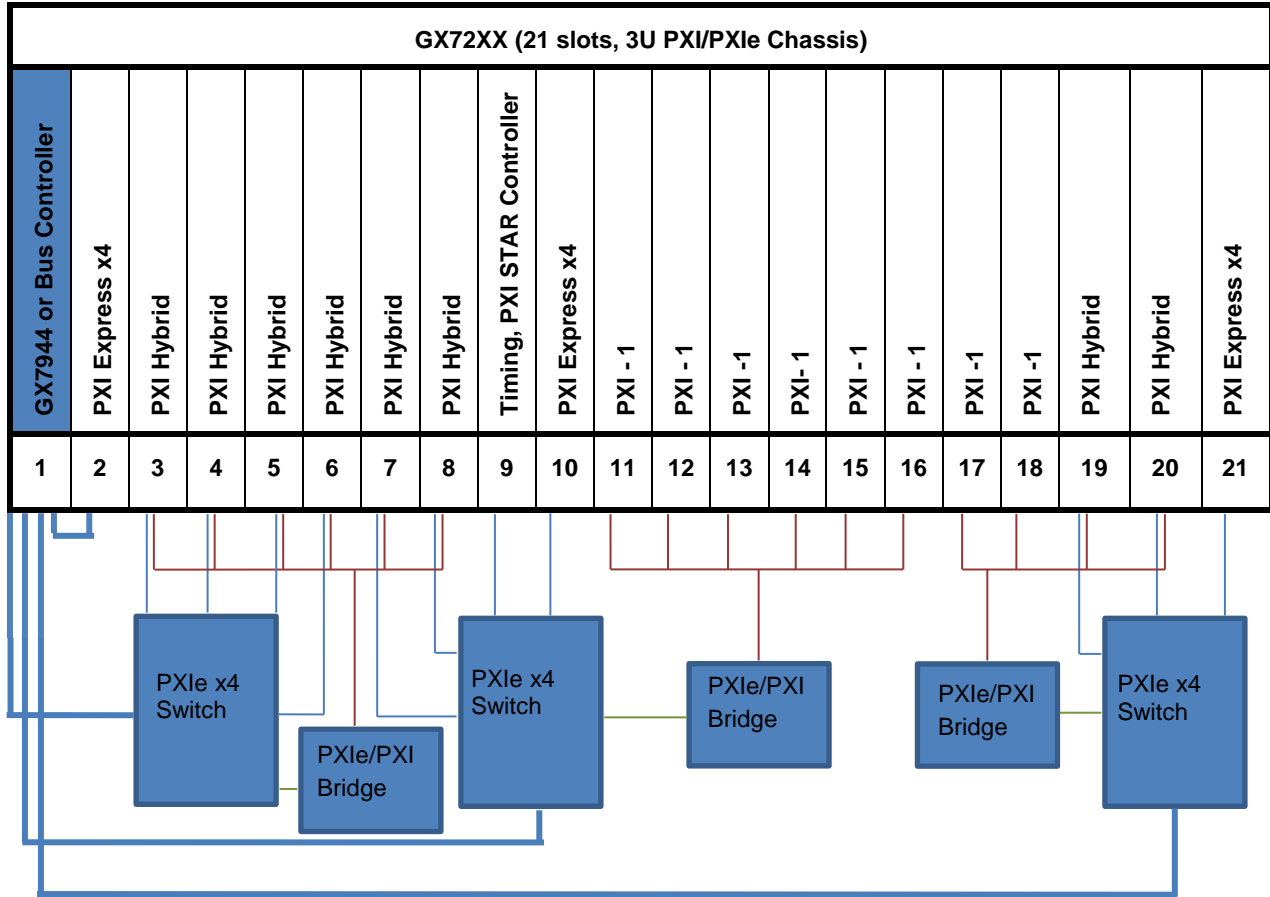 GX72XX (21 slots, 3U PXI/PXIe Chassis)
GX7944 or Bus Controller
PXI Express x4
PXI Hybrid
PXI Hybrid
PXI Hybrid
PXI Hybrid
PXI Hybrid
PXI Hybrid
Timing, PXI STAR Controller
PXI Express x4
PXI - 1
PXI - 1
PXI -1
PXI- 1
PXI - 1
PXI - 1
PXI -1
PXI -1
PXI Hybrid
PXI Hybrid
PXI Express x4
1 2 3 4 5 6 7 8 9 10 11 12 13 14 15 16 17 18 19 20 21
PXIe x4
Switch
PXIe/PXI
Bridge
PXIe x4
Switch
PXIe/PXI
Bridge
PXIe/PXI
Bridge
PXIe x4
Switch